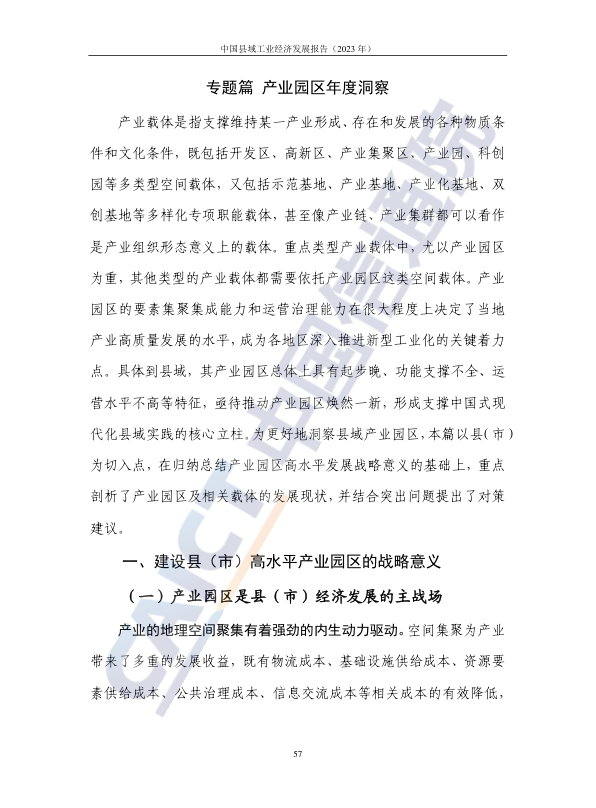 中国县域工业经济发展报告（2023 年）
专题篇 产业园区年度洞察
产业载体是指支撑维持某一产业形成、存在和发展的各种物质条
件和文化条件，既包括开发区、高新区、产业集聚区、产业园、科创
园等多类型空间载体，又包括示范基地、产业基地、产业化基地、双
创基地等多样化专项职能载体，甚至像产业链、产业集群都可以看作
是产业组织形态意义上的载体。重点类型产业载体中，尤以产业园区
为重，其他类型的产业载体都需要依托产业园区这类空间载体。产业
园区的要素集聚集成能力和运营治理能力在很大程度上决定了当地
产业高质量发展的水平，成为各地区深入推进新型工业化的关键着力
点。具体到县域，其产业园区总体上具有起步晚、功能支撑不全、运
营水平不高等特征，亟待推动产业园区焕然一新，形成支撑中国式现
代化县域实践的核心立柱。为更好地洞察县域产业园区，本篇以县（市）
为切入点，在归纳总结产业园区高水平发展战略意义的基础上，重点
剖析了产业园区及相关载体的发展现状，并结合突出问题提出了对策
建议。
一、建设县（市）高水平产业园区的战略意义
（一）产业园区是县（市）经济发展的主战场
产业的地理空间聚集有着强劲的内生动力驱动。空间集聚为产业
带来了多重的发展收益，既有物流成本、基础设施供给成本、资源要
素供给成本、公共治理成本、信息交流成本等相关成本的有效降低，
57
CAICT 中国信通院